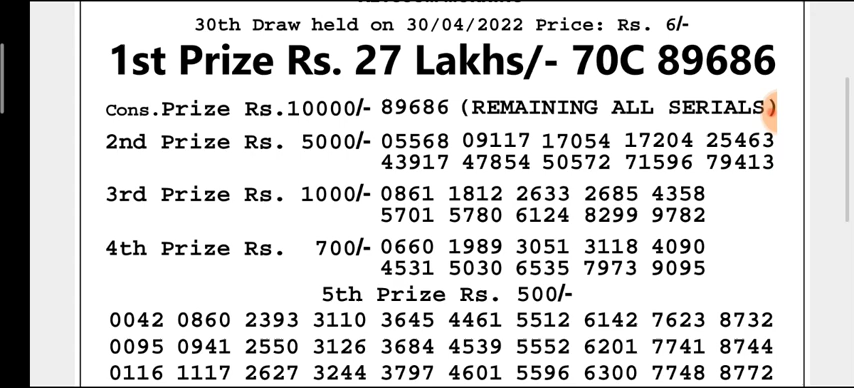 30th Draw held on 30/04/2022 Price: Rs. 6/-
1st Prize Rs. 27 Lakhs/- 70C 89686
Cons.Prize Rs.10000/- 89686 (REMAINING ALL SERIALS)
2nd Prize Rs. 5000/- 05568 09117 17054 17204 25463
43917 47854 50572 71596 79413
3rd Prize Rs. 1000/- 0861 1812 2633 2685 4358
5701 5780 6124 8299 9782
4th Prize Rs. 700/- 0660 1989 3051 3118 4090
4531 5030 6535 7973 9095
5th Prize Rs. 500/-
0042 0860 2393 3110 3645 4461 5512 6142 7623 8732
0095 0941 2550 3126 3684 4539 5552 6201 7741 8744
0116 1117 2627 3244 3797 4601 5596 6300 7748 8772